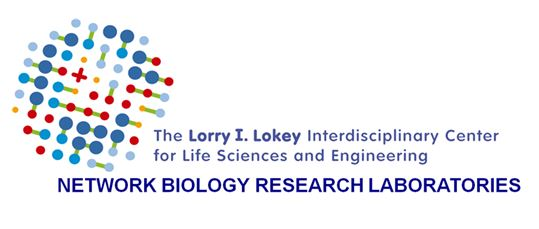 The Lorry I. Lokey Interdisciplinary Center
for Life Sciences and Engineering
NETWORK BIOLOGY RESEARCH LABORATORIES